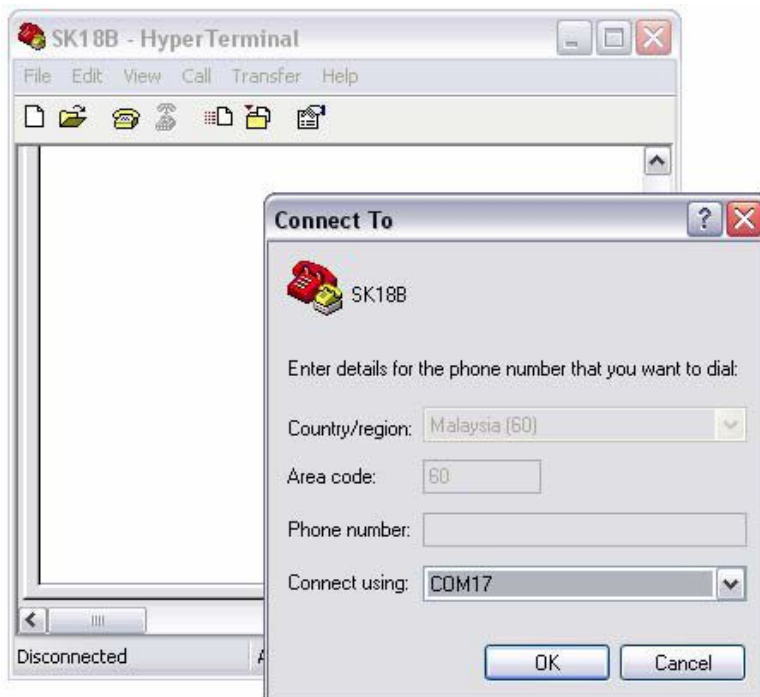 SK18B - HyperTerminal
File Edit View Call Transfer Help
Connect To
SK18B
Enter details for the phone number that you want to dial:
Country/region: Malaysia (60)
Area code: 60
Phone number:
Connect using: COM17
Disconnected
OK Cancel